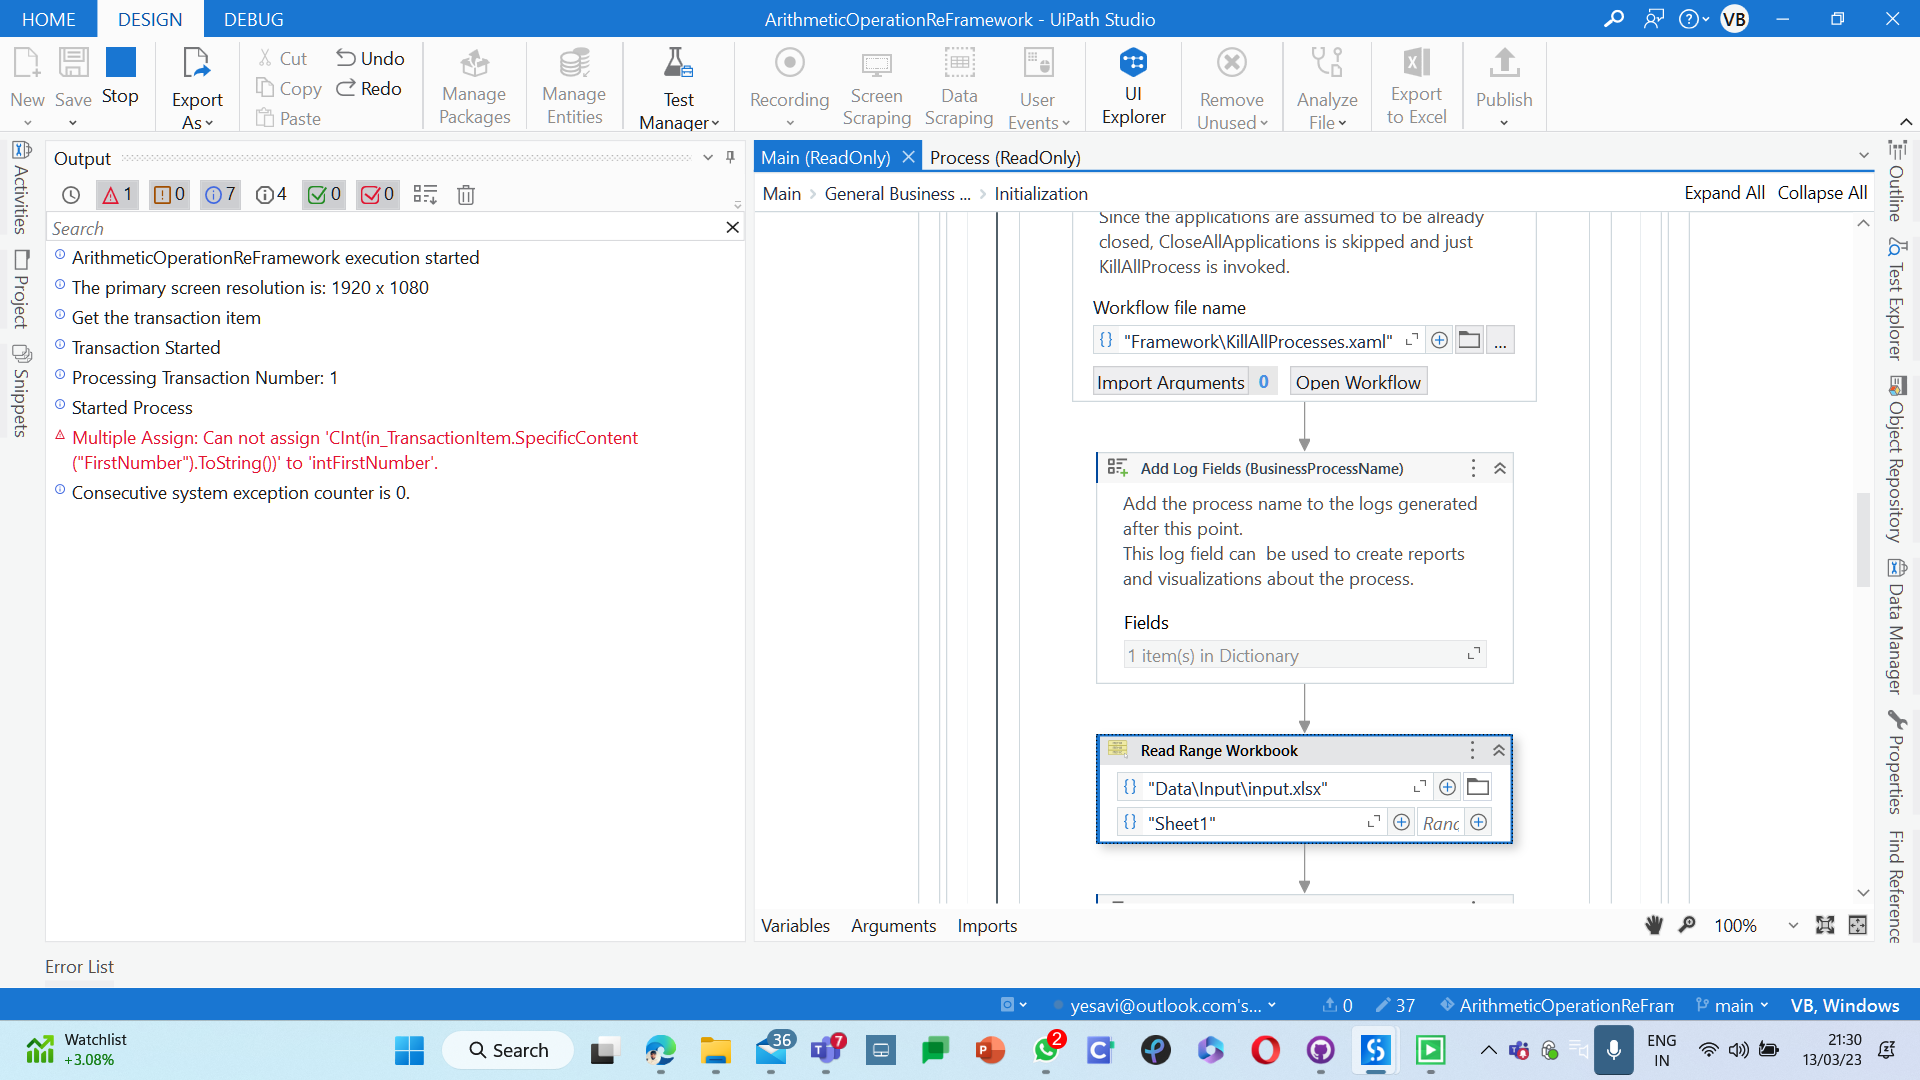 HOME DESIGN DEBUG ArithmeticOperationReFramework - UiPath Studio VB
New Save Stop Export As Cut Copy Paste Undo Redo Manage Packages Manage Entities Test Manager Recording Screen Scraping Data Scraping User Events UI Explorer Remove Unused Analyze File Export to Excel Publish
Activities
Project
Snippets
Output
1 0 7 4 0 0
Search
ArithmeticOperationReFramework execution started
The primary screen resolution is: 1920 x 1080
Get the transaction item
Transaction Started
Processing Transaction Number: 1
Started Process
Multiple Assign: Can not assign 'CInt(in_TransactionItem.SpecificContent
("FirstNumber").ToString())' to 'intFirstNumber'.
Consecutive system exception counter is 0.
Error List
Main (ReadOnly) Process (ReadOnly)
Main General Business ... Initialization Expand All Collapse All
Since the applications are assumed to be already
closed, CloseAllApplications is skipped and just
KillAllProcess is invoked.
Workflow file name
"Framework\KillAllProcesses.xaml" ...
Import Arguments 0 Open Workflow
Add Log Fields (BusinessProcessName)
Add the process name to the logs generated
after this point.
This log field can  be used to create reports
and visualizations about the process.
Fields
1 item(s) in Dictionary
Read Range Workbook
"Data\Input\input.xlsx"
"Sheet1" Rang
Variables Arguments Imports 100%
Outline
Test Explorer
Object Repository
Data Manager
Properties
Find Reference
yesavi@outlook.com's... 0 37 ArithmeticOperationReFram main VB, Windows
Watchlist
+3.08%
Search 36 7 2
ENG
IN
21:30
13/03/23